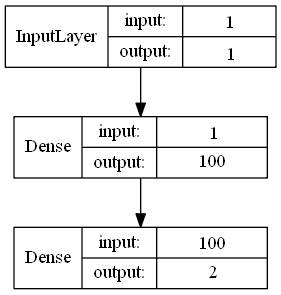 InputLayer
input: 1
output: 1
Dense
input: 1
output: 100
Dense
input: 100
output: 2